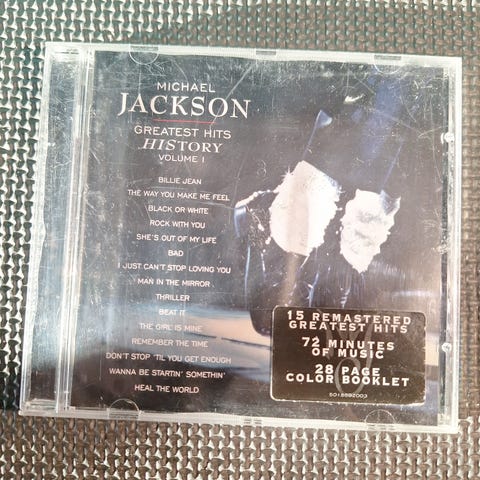 MICHAEL
JACKSON
GREATEST HITS
HISTORY
VOLUME I
BILLIE JEAN
THE WAY YOU MAKE ME FEEL
BLACK OR WHITE
ROCK WITH YOU
SHE'S OUT OF MY LIFE
BAD
I JUST CAN'T STOP LOVING YOU
MAN IN THE MIRROR
THRILLER
BEAT IT
THE GIRL IS MINE
REMEMBER THE TIME
DON'T STOP 'TIL YOU GET ENOUGH
WANNA BE STARTIN' SOMETHIN'
HEAL THE WORLD
15 REMASTERED
GREATEST HITS
72 MINUTES
OF MUSIC
28 PAGE
COLOR BOOKLET